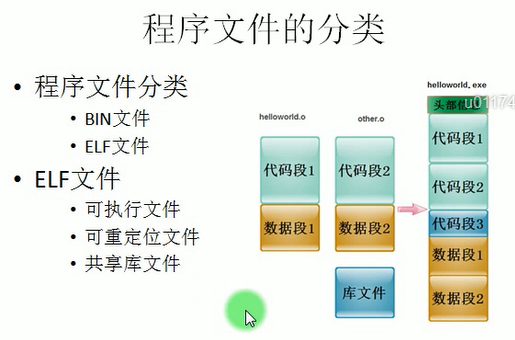 程序文件的分类
• 程序文件分类
• BIN文件
• ELF文件
• ELF文件
• 可执行文件
• 可重定位文件
• 共享库文件
helloworld.o
other.o
helloworld.exe
u01174
代码段1
代码段2
数据段1
数据段2
库文件
代码段1
代码段2
代码段3
数据段1
数据段2